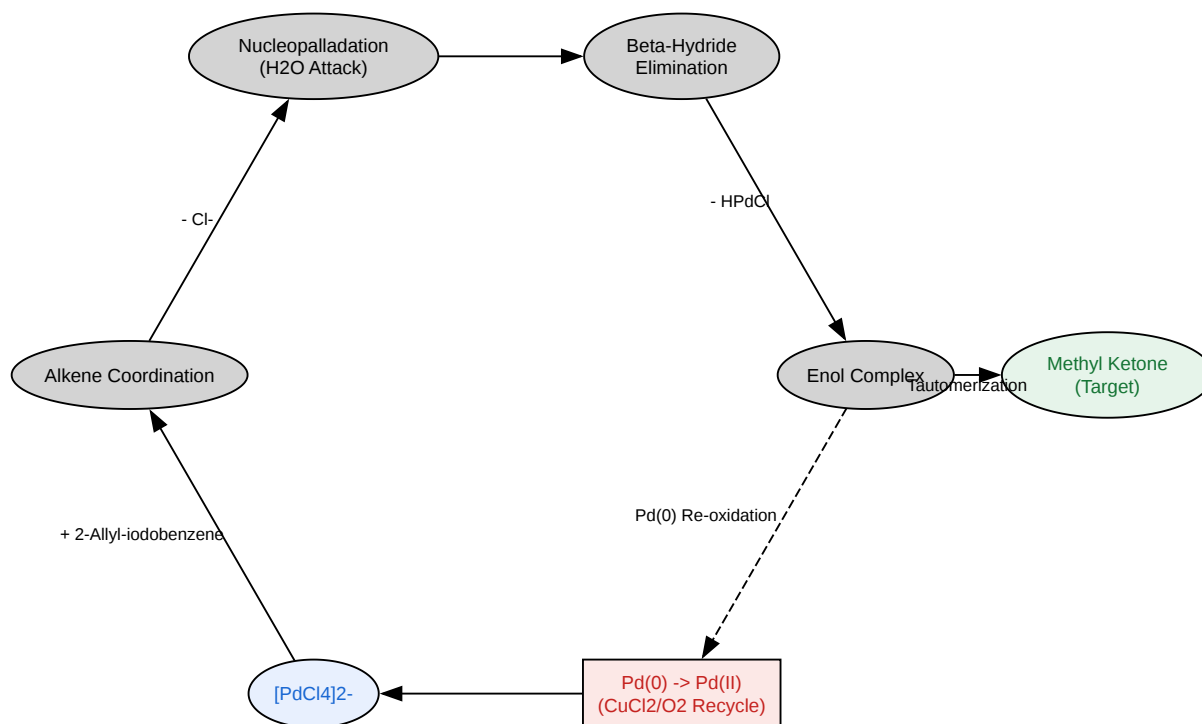 Nucleopalladation
(H2O Attack)
Beta-Hydride
Elimination
- Cl-
- HPdCl
Alkene Coordination
Enol Complex
Tautomerization
Methyl Ketone
(Target)
+ 2-Allyl-iodobenzene
Pd(0) Re-oxidation
[PdCl4]2-
Pd(0) -> Pd(II)
(CuCl2/O2 Recycle)